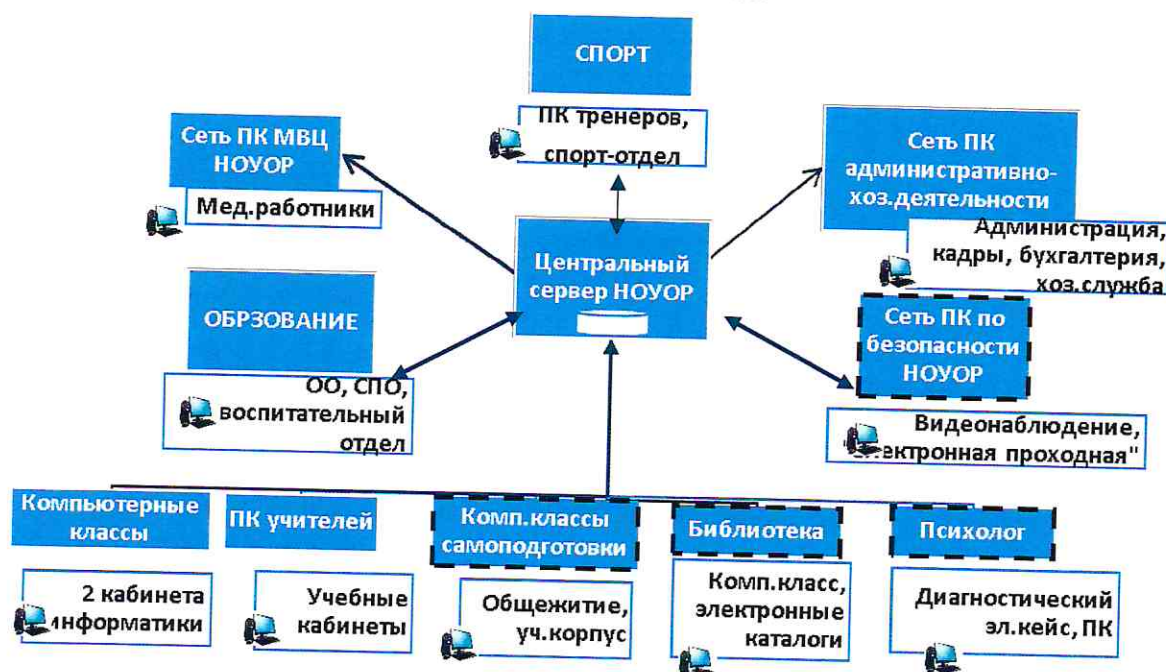 СПОРТ
ПК тренеров,
спорт-отдел
Сеть ПК МВЦ
НОУОР
Мед.работники
Сеть ПК
административно-
хоз.деятельности
Администрация,
кадры, бухгалтерия,
хоз.служба
Центральный
сервер НОУОР
ОБРЗОВАНИЕ
ОО, СПО,
воспитательный
отдел
Сеть ПК по
безопасности
НОУОР
Видеонаблюдение,
проходная"
Компьютерные
классы
2 кабинета
информатики
ПК учителей
Учебные
кабинеты
Комп.классы
самоподготовки
Общежитие,
уч.корпус
Библиотека
Комп.класс,
электронные
каталоги
Психолог
Диагностический
эл.кейс, ПК